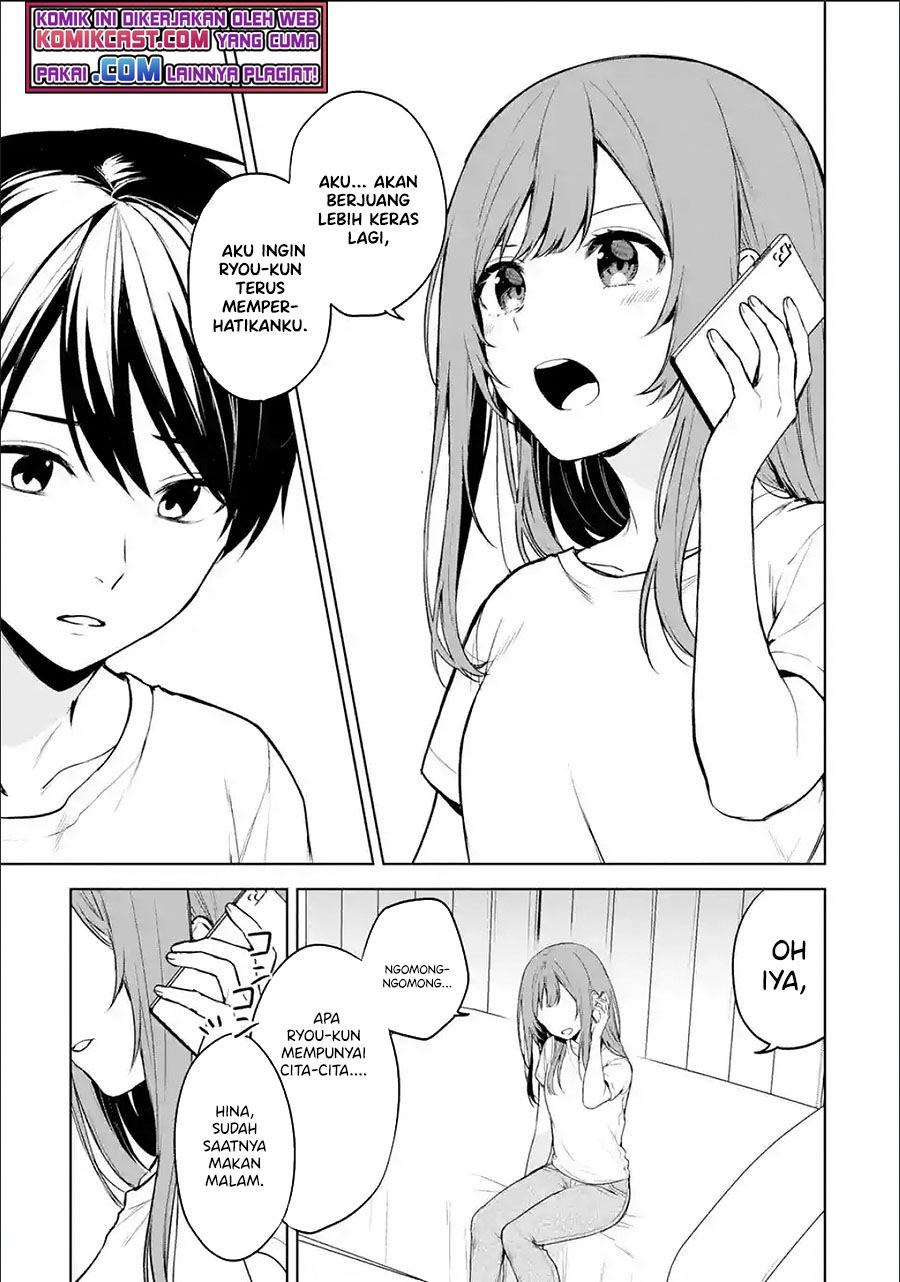 KOMIK INI DIKERJAKAN OLEH WEB
KOMIKCAST.COM YANG CUMA
PAKAI .COM LAINNYA PLAGIAT!
AKU... AKAN
BERJUANG
LEBIH KERAS
LAGI,
AKU INGIN
RYOU-KUN
TERUS
MEMPER-
HATIKANKU.
OH
IYA,
NGOMONG-
NGOMONG...
APA
RYOU-KUN
MEMPUNYAI
CITA-CITA....
HINA,
SUDAH
SAATNYA
MAKAN
MALAM.